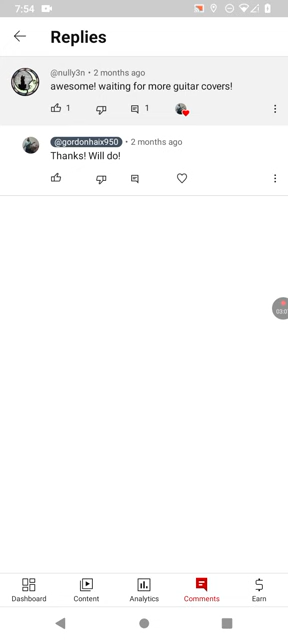 7:54
Replies
@nully3n • 2 months ago
awesome! waiting for more guitar covers!
1
1
@gordonhaix950 • 2 months ago
Thanks! Will do!
Dashboard
Content
Analytics
Comments
Earn